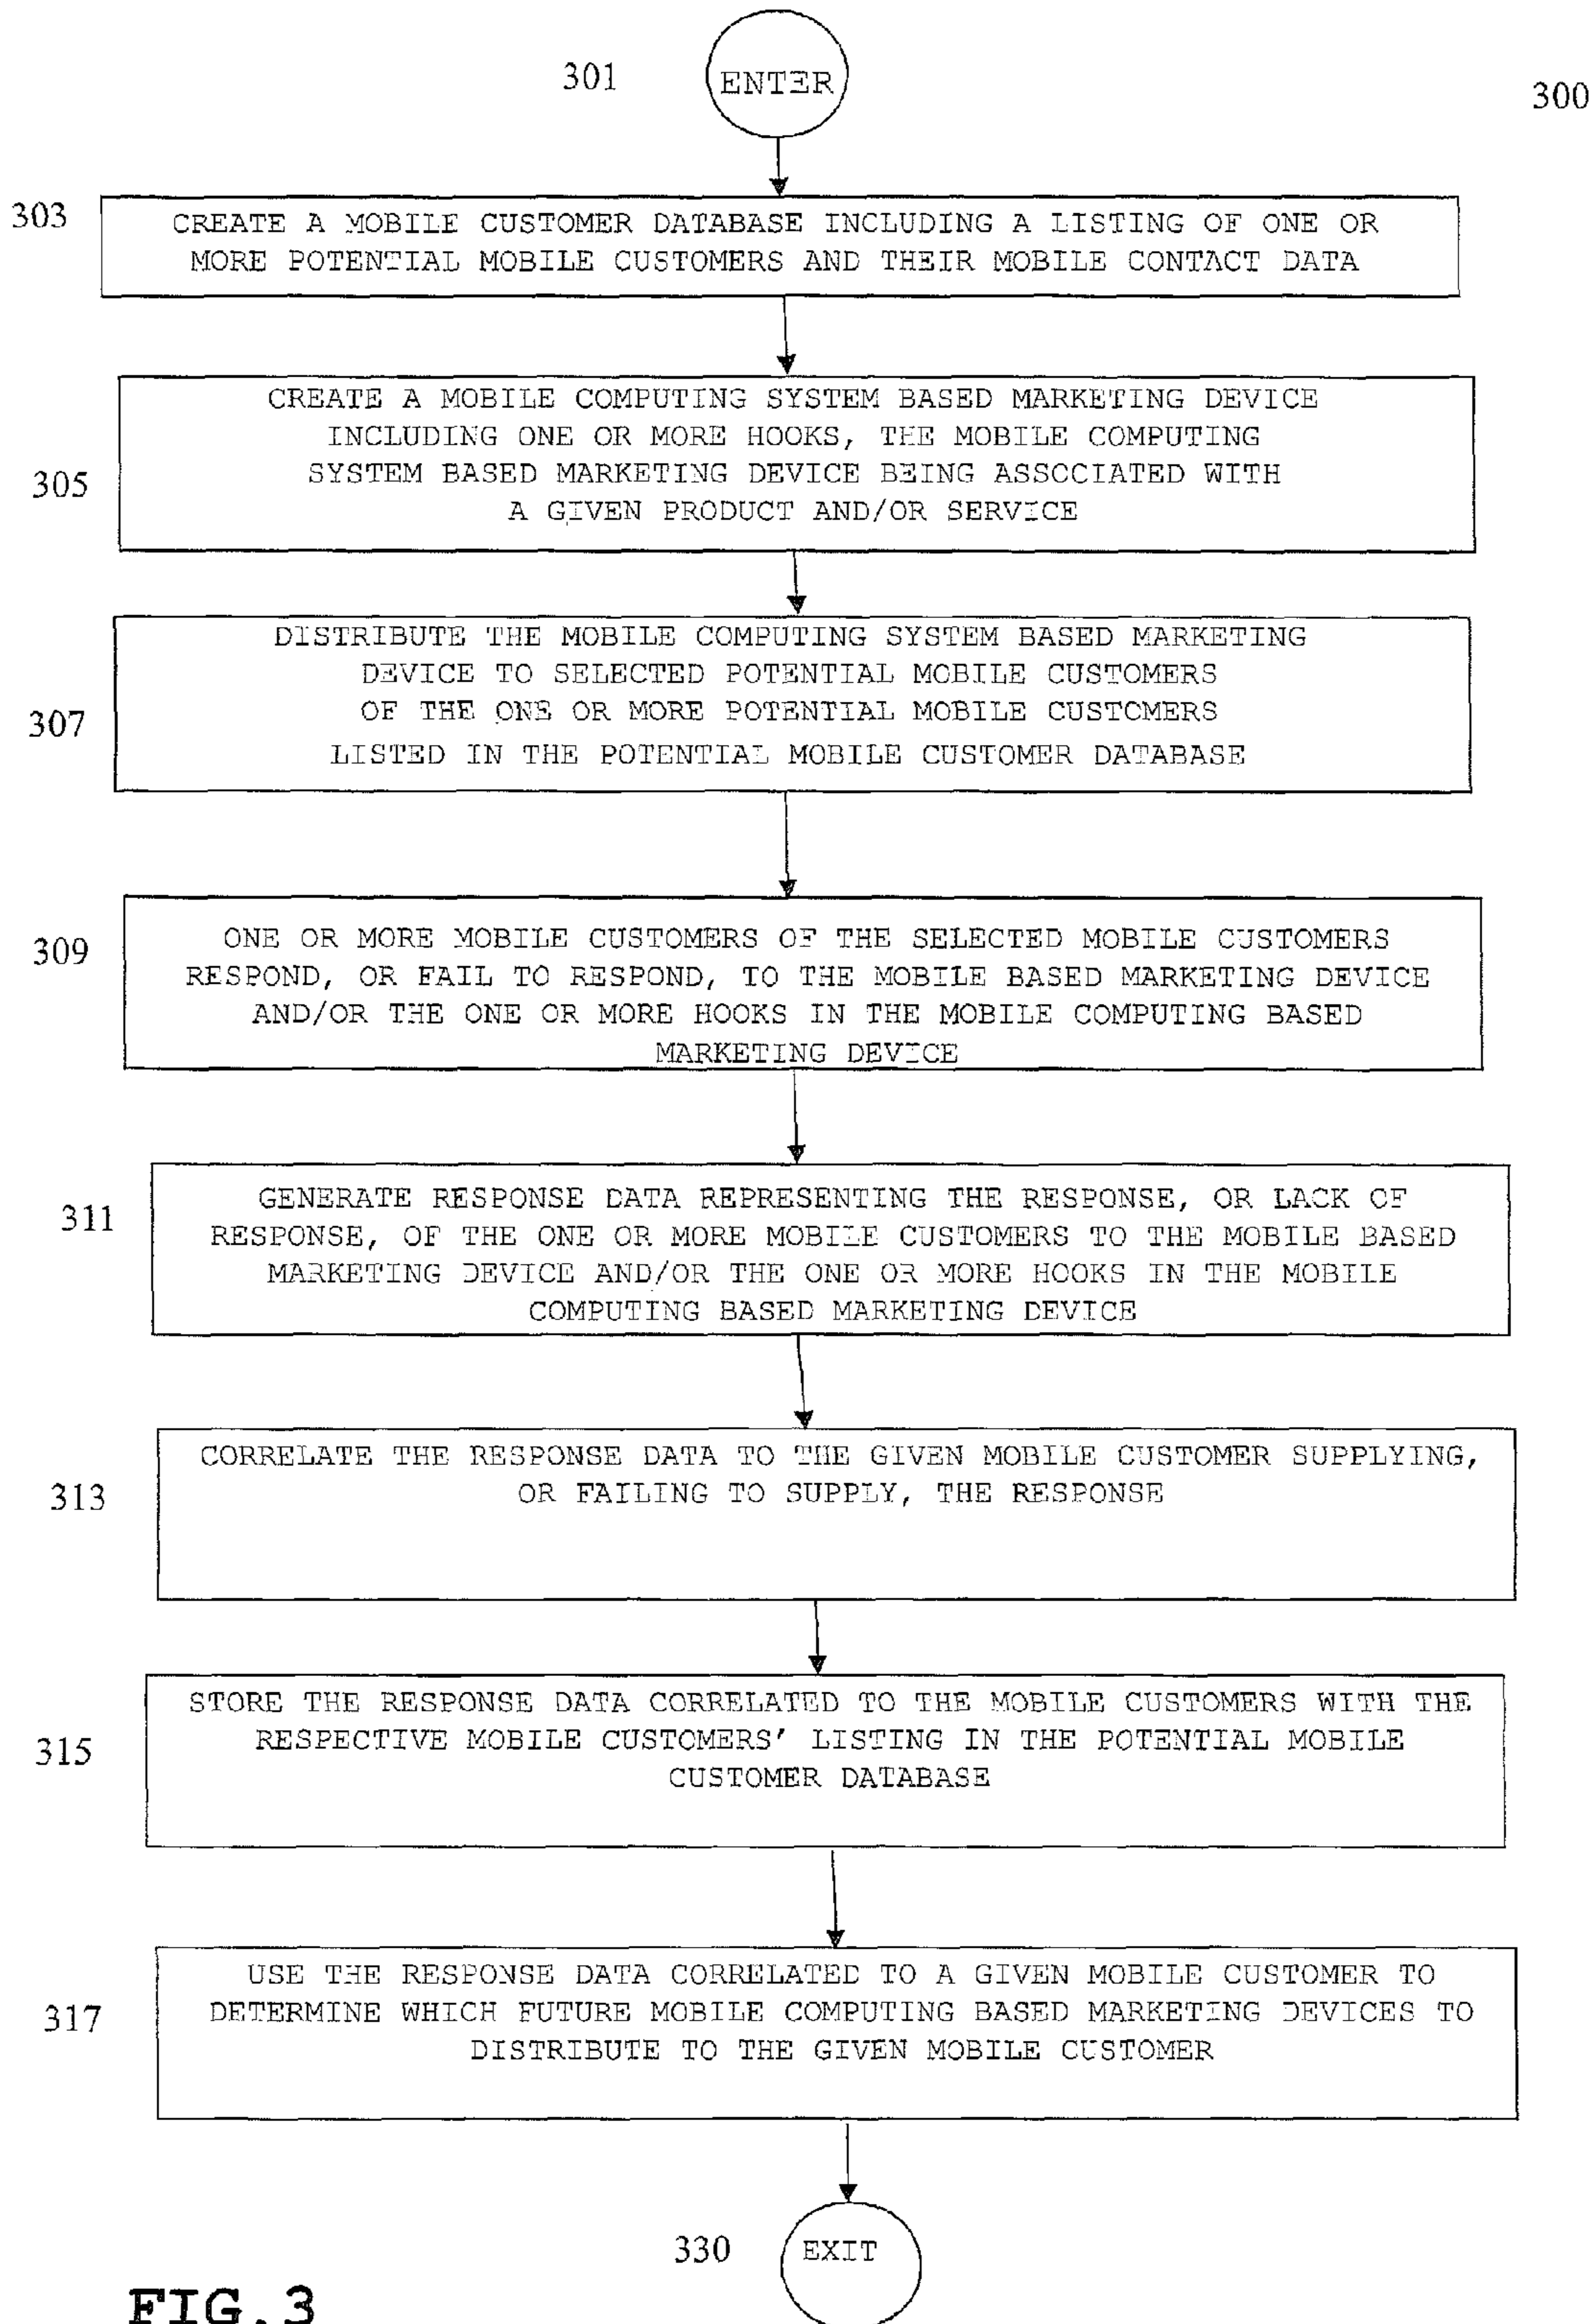 301
ENTER
300
303
CREATE A MOBILE CUSTOMER DATABASE INCLUDING A LISTING OF ONE OR
MORE POTENTIAL MOBILE CUSTOMERS AND THEIR MOBILE CONTACT DATA
305
CREATE A MOBILE COMPUTING SYSTEM BASED MARKETING DEVICE
INCLUDING ONE OR MORE HOOKS, THE MOBILE COMPUTING
SYSTEM BASED MARKETING DEVICE BEING ASSOCIATED WITH
A GIVEN PRODUCT AND/OR SERVICE
307
DISTRIBUTE THE MOBILE COMPUTING SYSTEM BASED MARKETING
DEVICE TO SELECTED POTENTIAL MOBILE CUSTOMERS
OF THE ONE OR MORE POTENTIAL MOBILE CUSTOMERS
LISTED IN THE POTENTIAL MOBILE CUSTOMER DATABASE
309
ONE OR MORE MOBILE CUSTOMERS OF THE SELECTED MOBILE CUSTOMERS
RESPOND, OR FAIL TO RESPOND, TO THE MOBILE BASED MARKETING DEVICE
AND/OR THE ONE OR MORE HOOKS IN THE MOBILE COMPUTING BASED
MARKETING DEVICE
311
GENERATE RESPONSE DATA REPRESENTING THE RESPONSE, OR LACK OF
RESPONSE, OF THE ONE OR MORE MOBILE CUSTOMERS TO THE MOBILE BASED
MARKETING DEVICE AND/OR THE ONE OR MORE HOOKS IN THE MOBILE
COMPUTING BASED MARKETING DEVICE
313
CORRELATE THE RESPONSE DATA TO THE GIVEN MOBILE CUSTOMER SUPPLYING,
OR FAILING TO SUPPLY, THE RESPONSE
315
STORE THE RESPONSE DATA CORRELATED TO THE MOBILE CUSTOMERS WITH THE
RESPECTIVE MOBILE CUSTOMERS' LISTING IN THE POTENTIAL MOBILE
CUSTOMER DATABASE
317
USE THE RESPONSE DATA CORRELATED TO A GIVEN MOBILE CUSTOMER TO
DETERMINE WHICH FUTURE MOBILE COMPUTING BASED MARKETING DEVICES TO
DISTRIBUTE TO THE GIVEN MOBILE CUSTOMER
330
EXIT
FIG.3